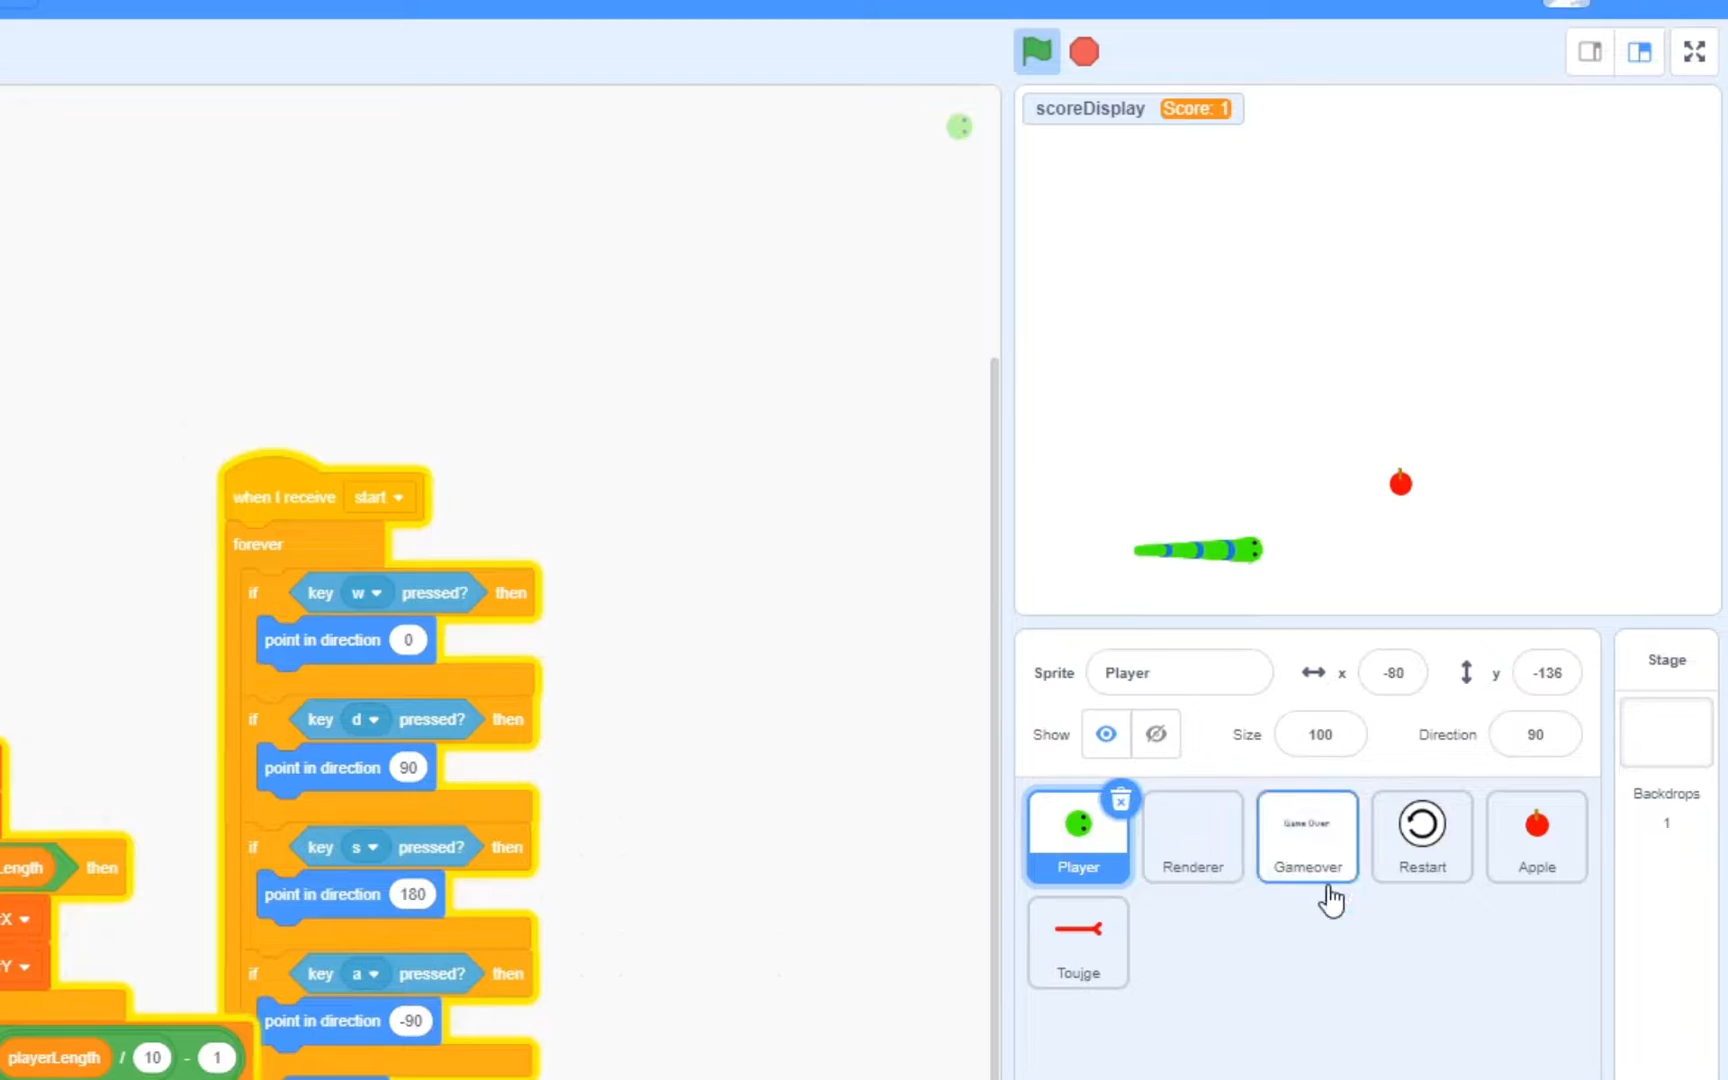 scoreDisplay Score: 1
when I receive start
forever
if key w pressed? then
point in direction 0
if key d pressed? then
point in direction 90
if key s pressed? then
point in direction 180
if key a pressed? then
point in direction -90
Length then
X
Y
playerLength / 10 - 1
Sprite Player x -80 y -136
Show Size 100 Direction 90
Player
Renderer
Game Over
Gameover
Restart
Apple
Toujge
Stage
Backdrops
1